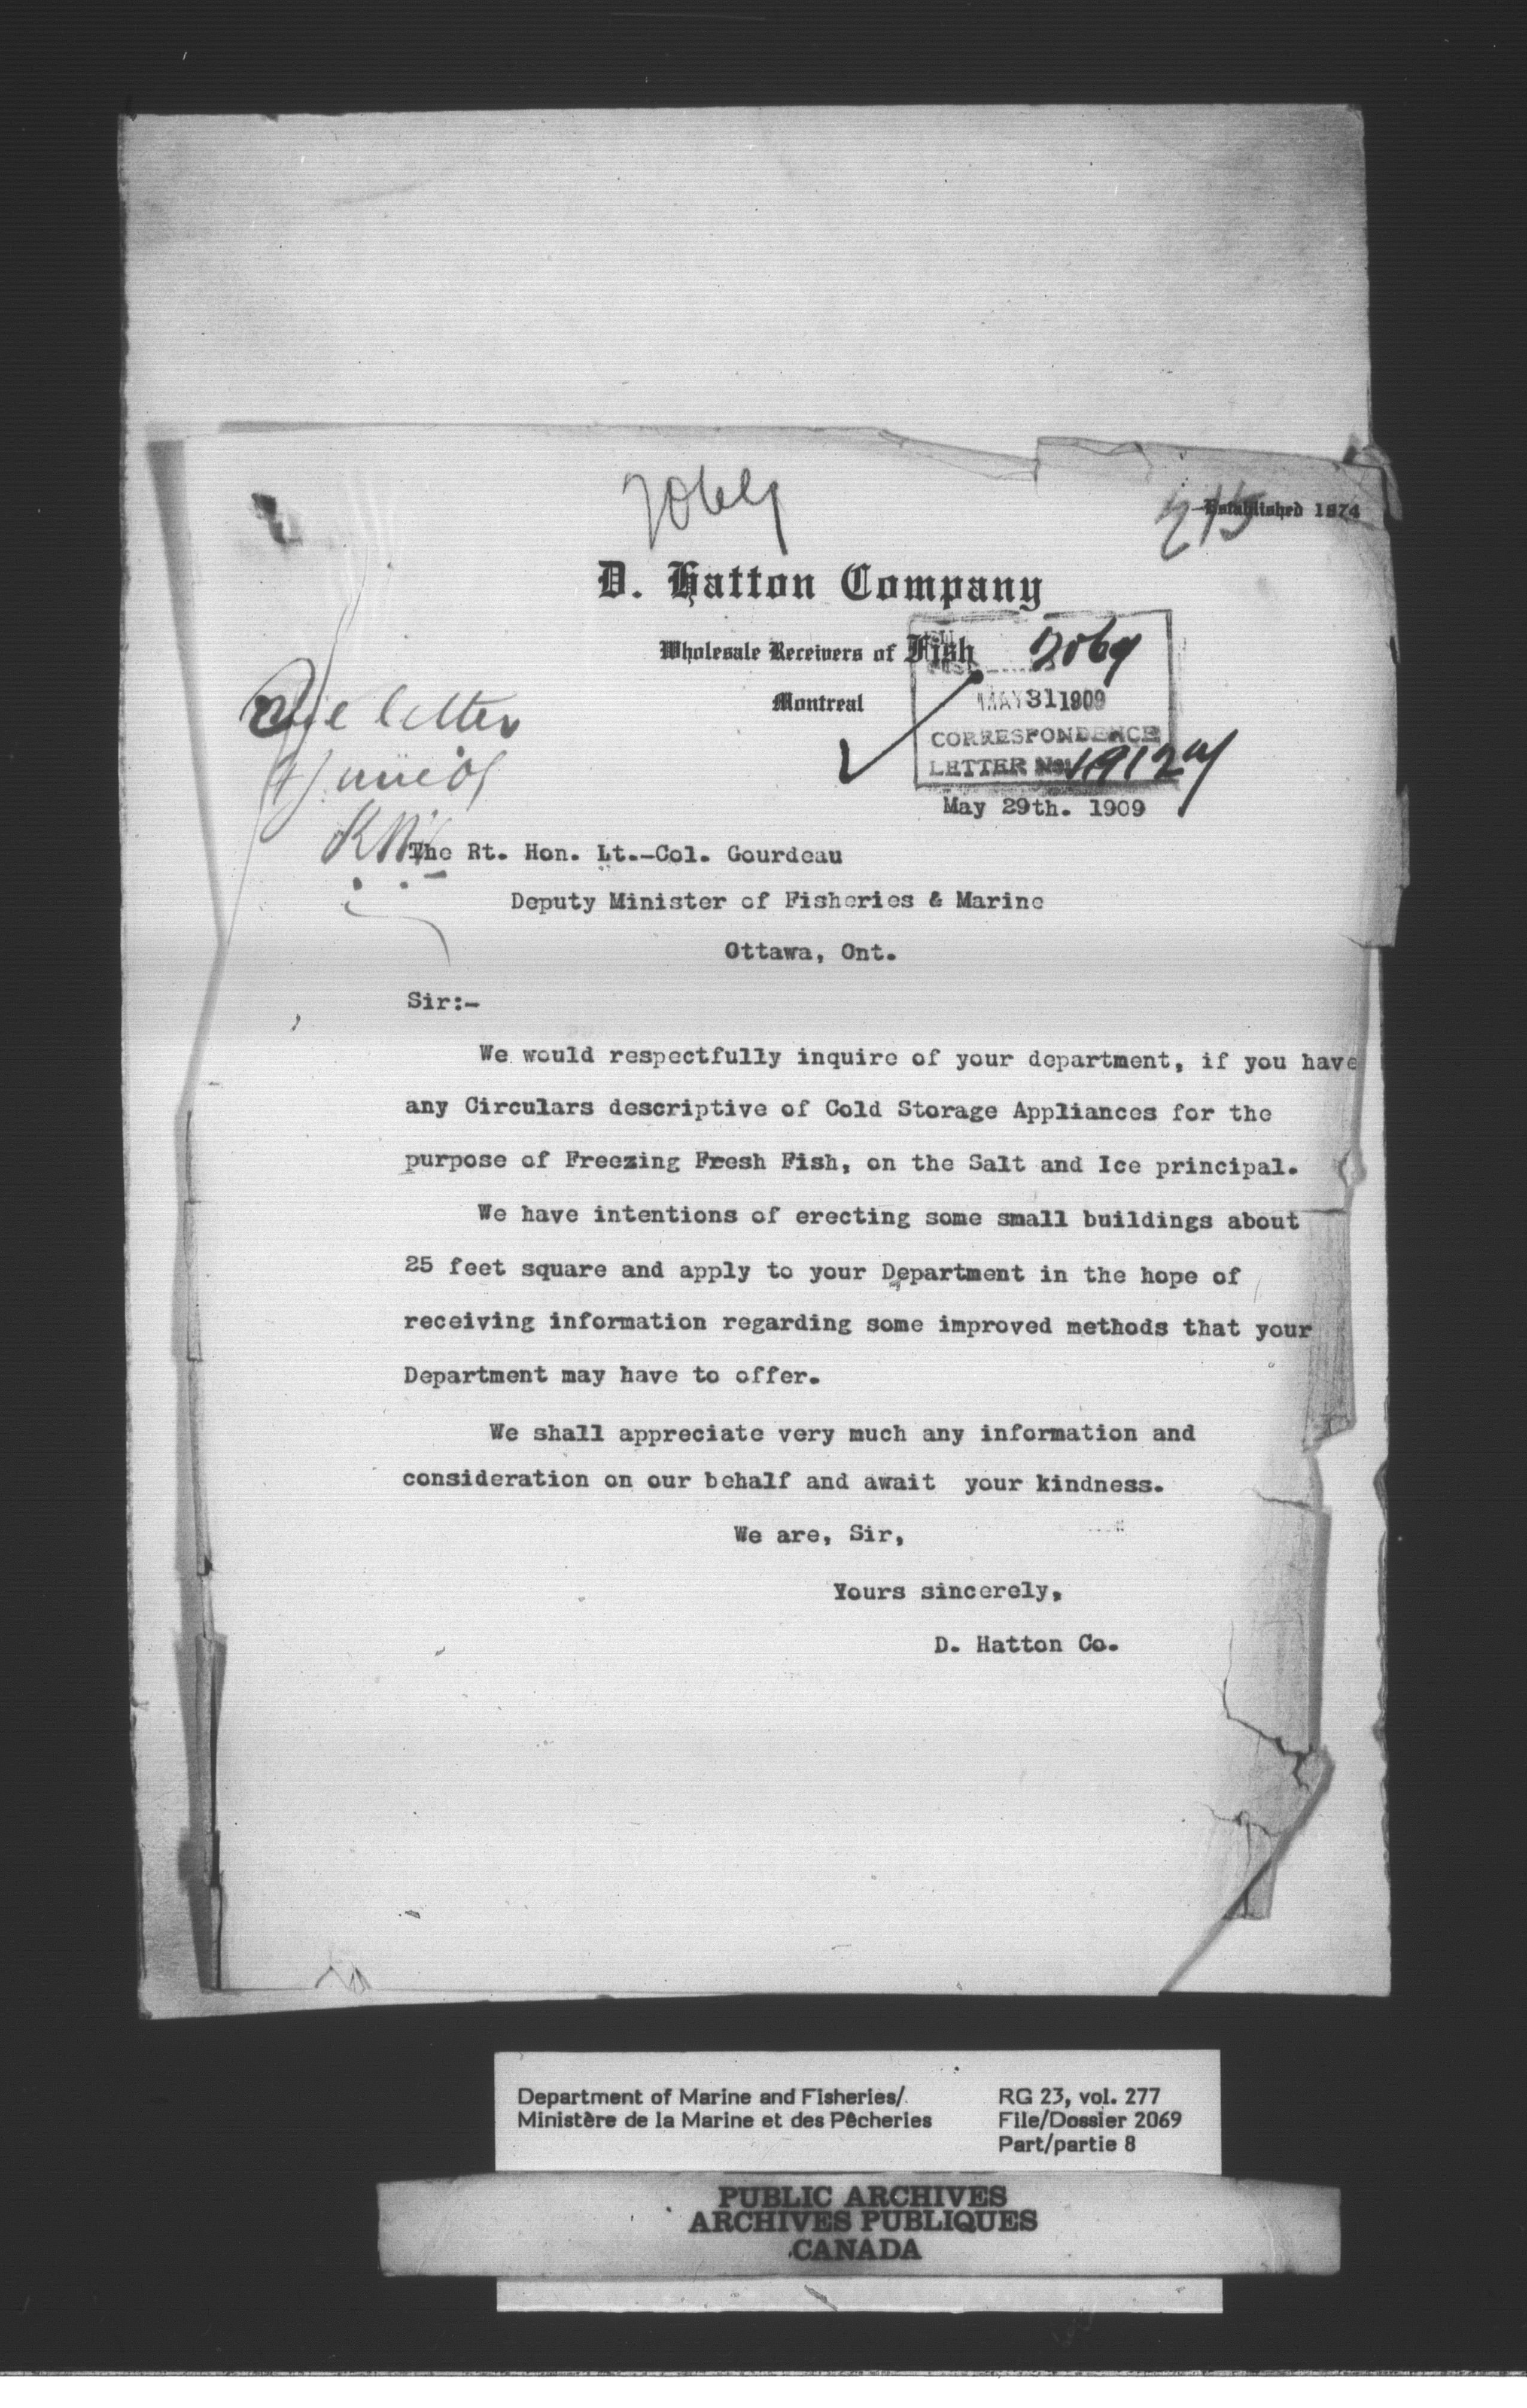 2069
215
Established 1874
D. Hatton Company
Wholesale Receivers of Fish
Montreal
2069
MAY 31 1909
CORRESPONDENCE
LETTER No.
letter
May 29th. 1909
The Rt. Hon. Lt.-Col. Gourdeau
Deputy Minister of Fisheries & Marine
Ottawa, Ont.
Sir:-
We would respectfully inquire of your department, if you have
any Circulars descriptive of Cold Storage Appliances for the
purpose of Freezing Fresh Fish, on the Salt and Ice principal.
We have intentions of erecting some small buildings about
25 feet square and apply to your Department in the hope of
receiving information regarding some improved methods that your
Department may have to offer.
We shall appreciate very much any information and
consideration on our behalf and await your kindness.
We are, Sir,
Yours sincerely,
D. Hatton Co.
Department of Marine and Fisheries/
Ministère de la Marine et des Pêcheries
RG 23, vol. 277
File/Dossier 2069
Part/partie 8
PUBLIC ARCHIVES
ARCHIVES PUBLIQUES
CANADA